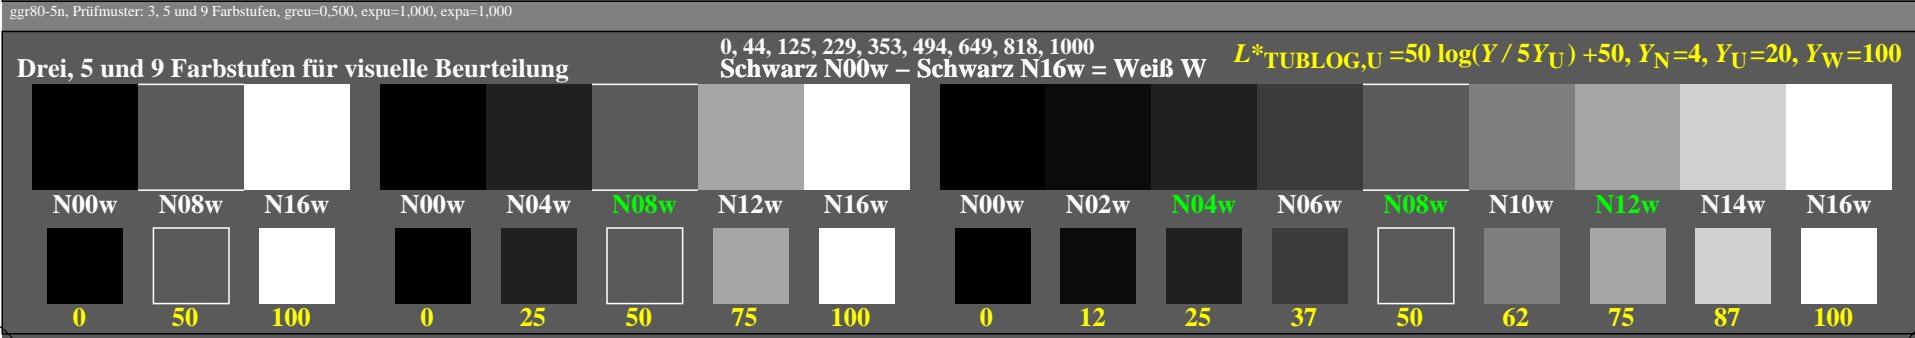 ggr80-5n, Prüfmuster: 3, 5 und 9 Farbstufen, greu=0,500, expu=1,000, expa=1,000
Drei, 5 und 9 Farbstufen für visuelle Beurteilung
0, 44, 125, 229, 353, 494, 649, 818, 1000
Schwarz N00w – Schwarz N16w = Weiß W
L*TUBLOG,U =50 log(Y / 5YU) +50, YN=4, YU=20, YW=100
N00w N08w N16w N00w N04w N08w N12w N16w N00w N02w N04w N06w N08w N10w N12w N14w N16w
0 50 100 0 25 50 75 100 0 12 25 37 50 62 75 87 100